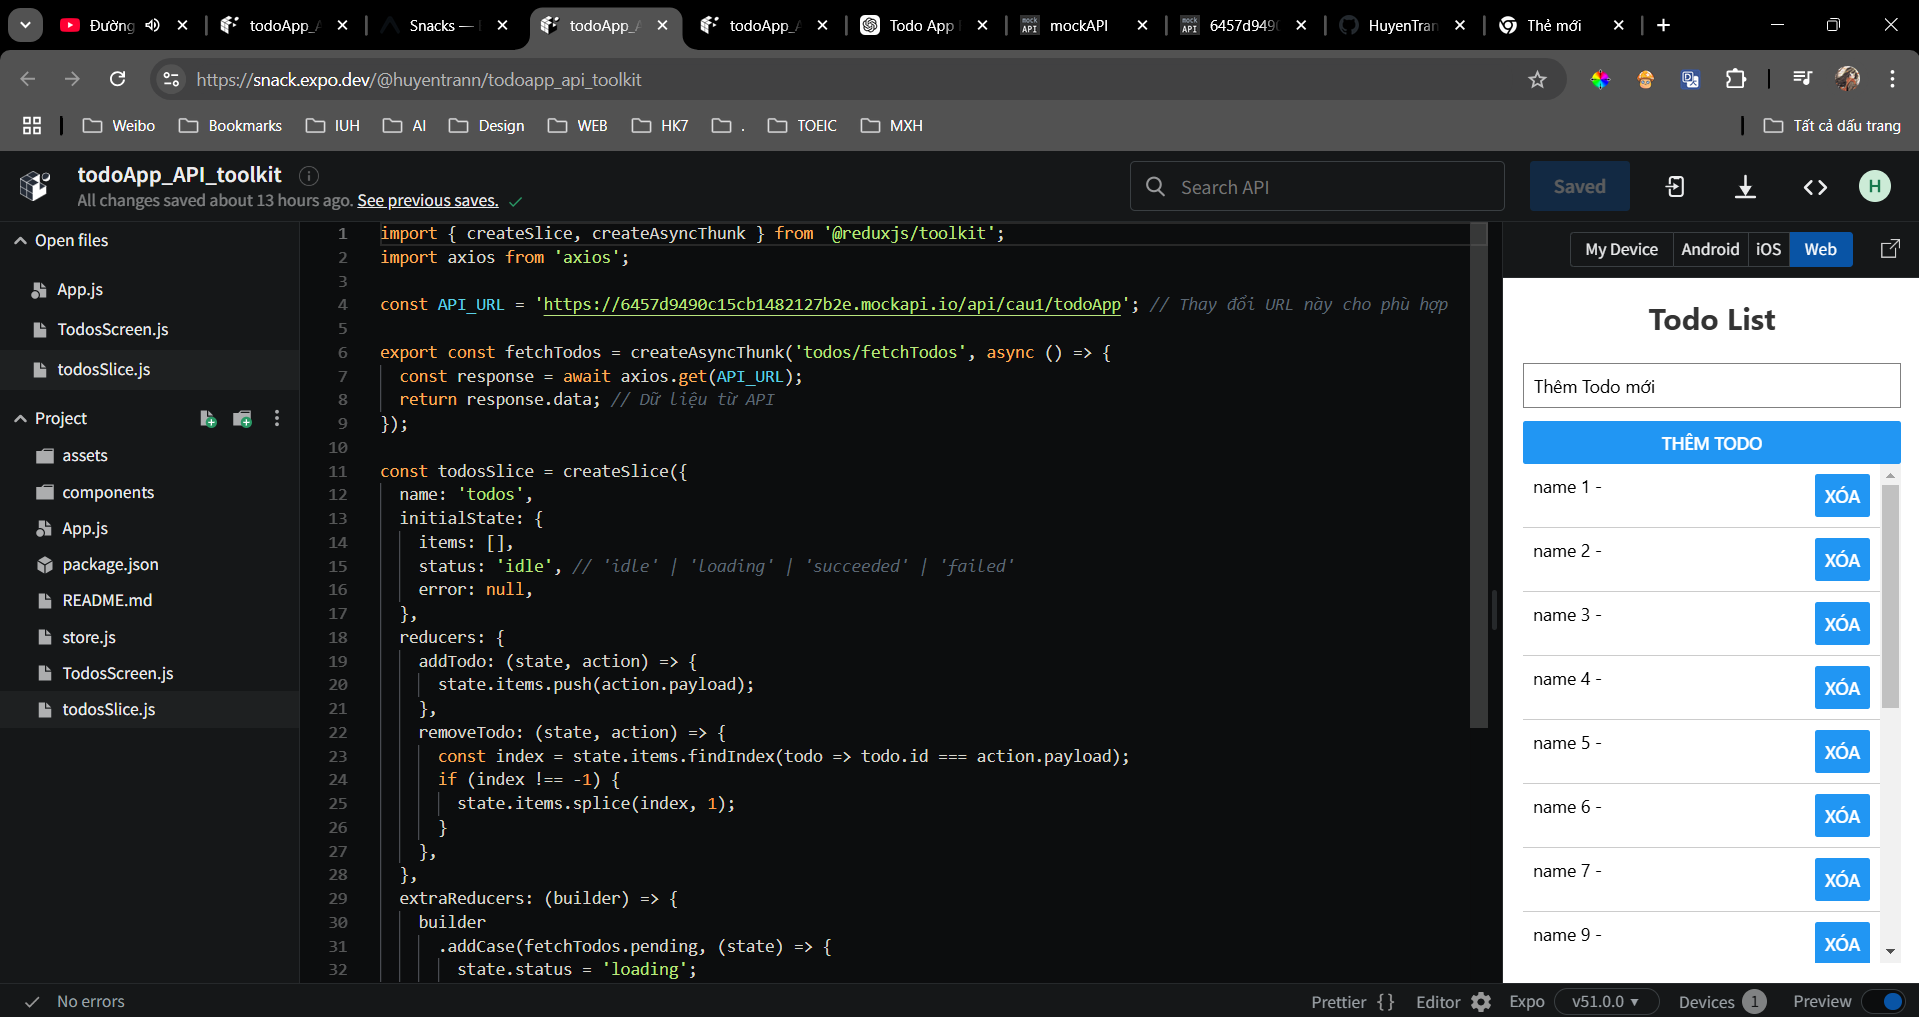 Đường
todoApp_A
Snacks —
todoApp_A
todoApp_A
Todo App
mockAPI
6457d949
HuyenTran
Thẻ mới
https://snack.expo.dev/@huyentrann/todoapp_api_toolkit
Weibo
Bookmarks
IUH
AI
Design
WEB
HK7
.
TOEIC
MXH
Tất cả dấu trang
todoApp_API_toolkit
All changes saved about 13 hours ago. See previous saves.
Search API
Saved
H
Open files
App.js
TodosScreen.js
todosSlice.js
Project
assets
components
App.js
package.json
README.md
store.js
TodosScreen.js
todosSlice.js
1 import { createSlice, createAsyncThunk } from '@reduxjs/toolkit';
2 import axios from 'axios';
3
4 const API_URL = 'https://6457d9490c15cb1482127b2e.mockapi.io/api/cau1/todoApp'; // Thay đổi URL này cho phù hợp
5
6 export const fetchTodos = createAsyncThunk('todos/fetchTodos', async () => {
7 const response = await axios.get(API_URL);
8 return response.data; // Dữ liệu từ API
9 });
10
11 const todosSlice = createSlice({
12 name: 'todos',
13 initialState: {
14 items: [],
15 status: 'idle', // 'idle' | 'loading' | 'succeeded' | 'failed'
16 error: null,
17 },
18 reducers: {
19 addTodo: (state, action) => {
20 state.items.push(action.payload);
21 },
22 removeTodo: (state, action) => {
23 const index = state.items.findIndex(todo => todo.id === action.payload);
24 if (index !== -1) {
25 state.items.splice(index, 1);
26 }
27 },
28 },
29 extraReducers: (builder) => {
30 builder
31 .addCase(fetchTodos.pending, (state) => {
32 state.status = 'loading';
My Device
Android
iOS
Web
Todo List
Thêm Todo mới
THÊM TODO
name 1 -
XÓA
name 2 -
XÓA
name 3 -
XÓA
name 4 -
XÓA
name 5 -
XÓA
name 6 -
XÓA
name 7 -
XÓA
name 9 -
XÓA
No errors
Prettier {}
Editor
Expo
v51.0.0
Devices 1
Preview